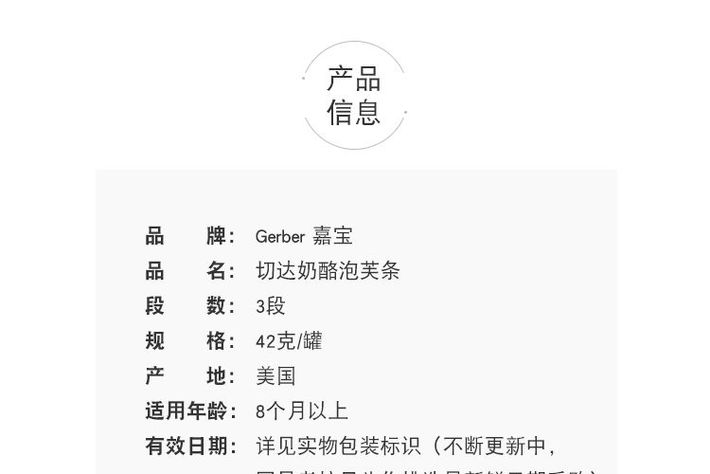 产品
信息
品 牌： Gerber 嘉宝
品 名： 切达奶酪泡芙条
段 数： 3段
规 格： 42克/罐
产 地： 美国
适用年龄： 8个月以上
有效日期： 详见实物包装标识（不断更新中，